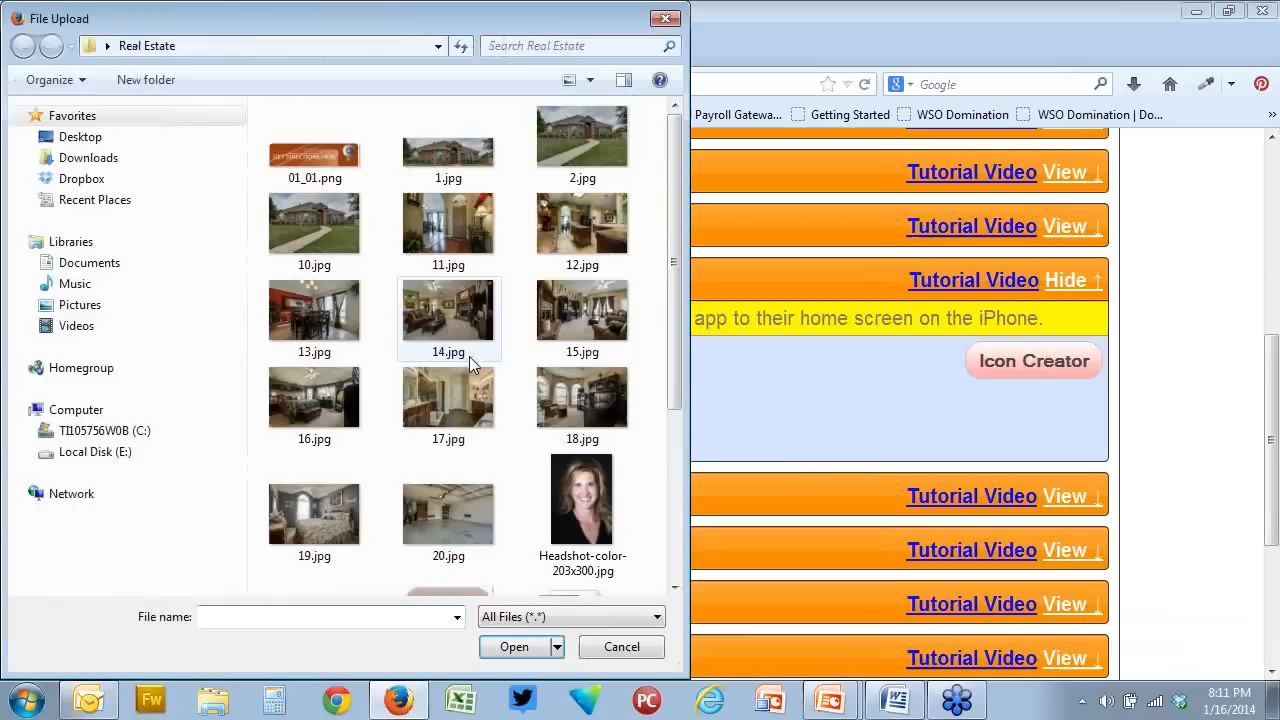 File Upload
Real Estate
Search Real Estate
Organize
New folder
Favorites
Desktop
Downloads
Dropbox
Recent Places
Libraries
Documents
Music
Pictures
Videos
Homegroup
Computer
TI105756W0B (C:)
Local Disk (E:)
Network
GET DIRECTIONS HERE
01_01.png
1.jpg
2.jpg
10.jpg
11.jpg
12.jpg
13.jpg
14.jpg
15.jpg
16.jpg
17.jpg
18.jpg
19.jpg
20.jpg
Headshot-color-
203x300.jpg
File name:
All Files (*.*)
Open
Cancel
Google
Payroll Gatewa...
Getting Started
WSO Domination
WSO Domination | Do...
»
Tutorial Video View ↓
Tutorial Video View ↓
Tutorial Video Hide ↑
app to their home screen on the iPhone.
Icon Creator
Tutorial Video View ↓
Tutorial Video View ↓
Tutorial Video View ↓
Tutorial Video View ↓
Fw
PC
8:11 PM
1/16/2014